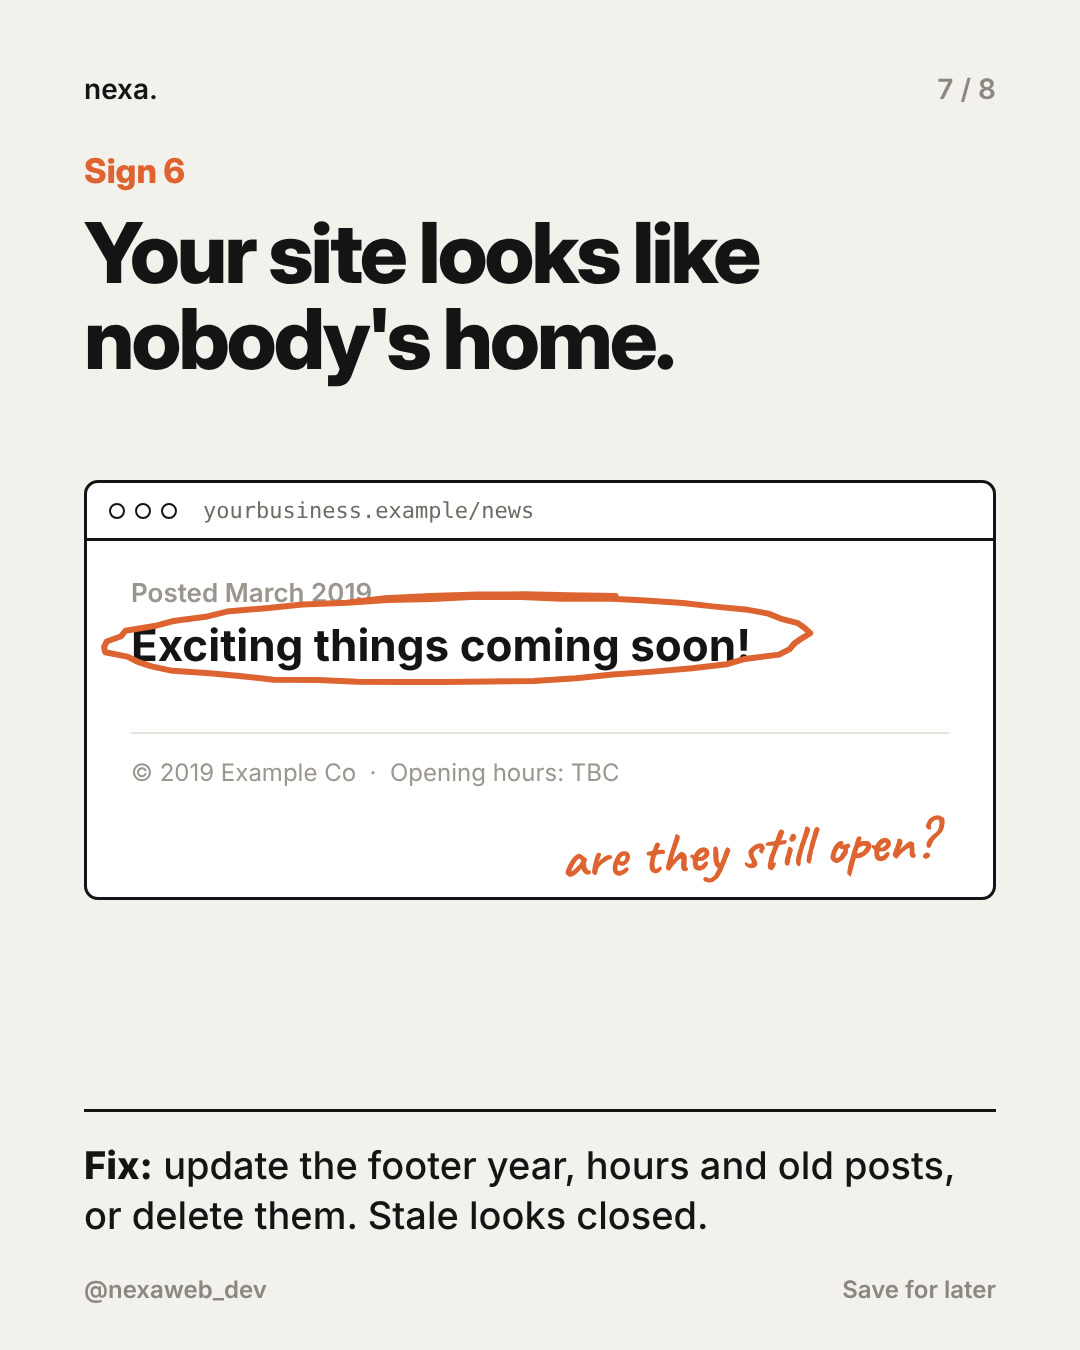 nexa.
7 / 8
Sign 6
Your site looks like
nobody's home.
yourbusiness.example/news
Posted March 2019
Exciting things coming soon!
© 2019 Example Co · Opening hours: TBC
are they still open?
Fix: update the footer year, hours and old posts,
or delete them. Stale looks closed.
@nexaweb_dev
Save for later